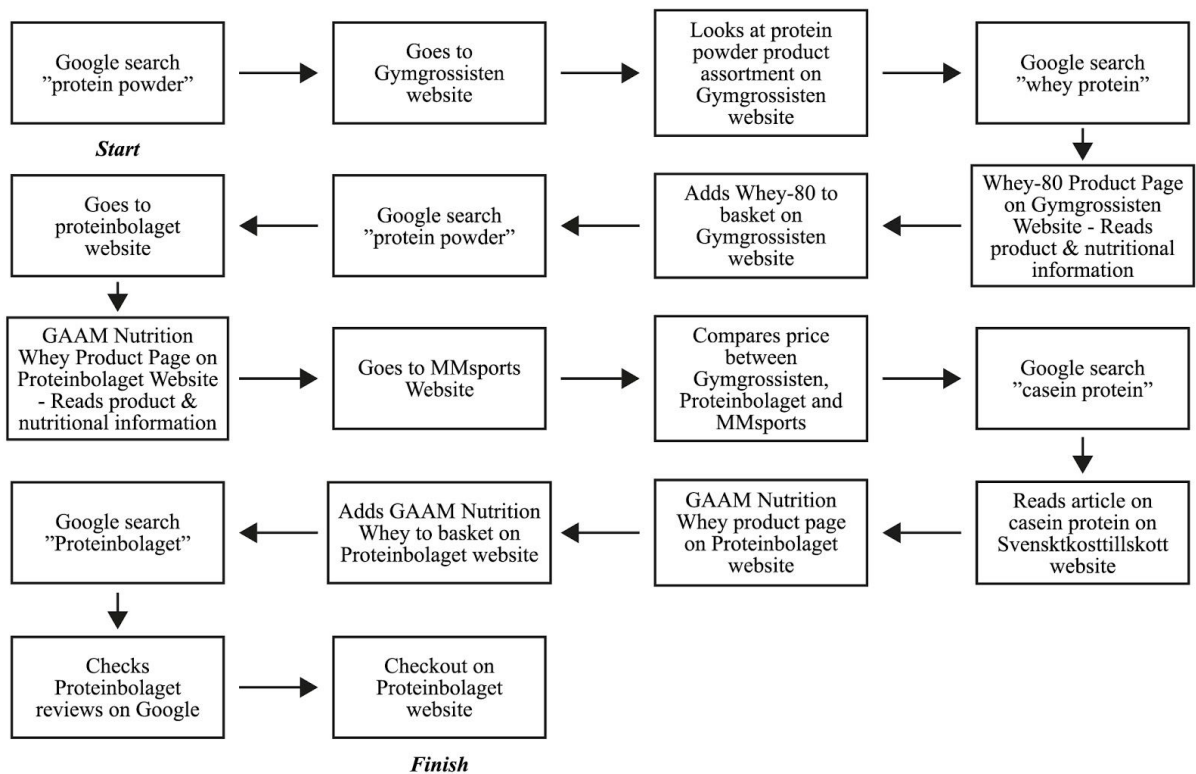 Google search
”protein powder”
Start
Goes to
Gymgrossisten
website
Looks at protein
powder product
assortment on
Gymgrossisten
website
Google search
”whey protein”
Whey-80 Product Page
on Gymgrossisten
Website - Reads
product & nutritional
information
Adds Whey-80 to
basket on
Gymgrossisten
website
Google search
”protein powder”
Goes to
proteinbolaget
website
GAAM Nutrition
Whey Product Page on
Proteinbolaget Website
- Reads product &
nutritional information
Goes to MMsports
Website
Compares price
between
Gymgrossisten,
Proteinbolaget and
MMsports
Google search
”casein protein”
Reads article on
casein protein on
Svensktkosttillskott
website
GAAM Nutrition
Whey product page
on Proteinbolaget
website
Adds GAAM Nutrition
Whey to basket on
Proteinbolaget website
Google search
”Proteinbolaget”
Checks
Proteinbolaget
reviews on Google
Checkout on
Proteinbolaget
website
Finish